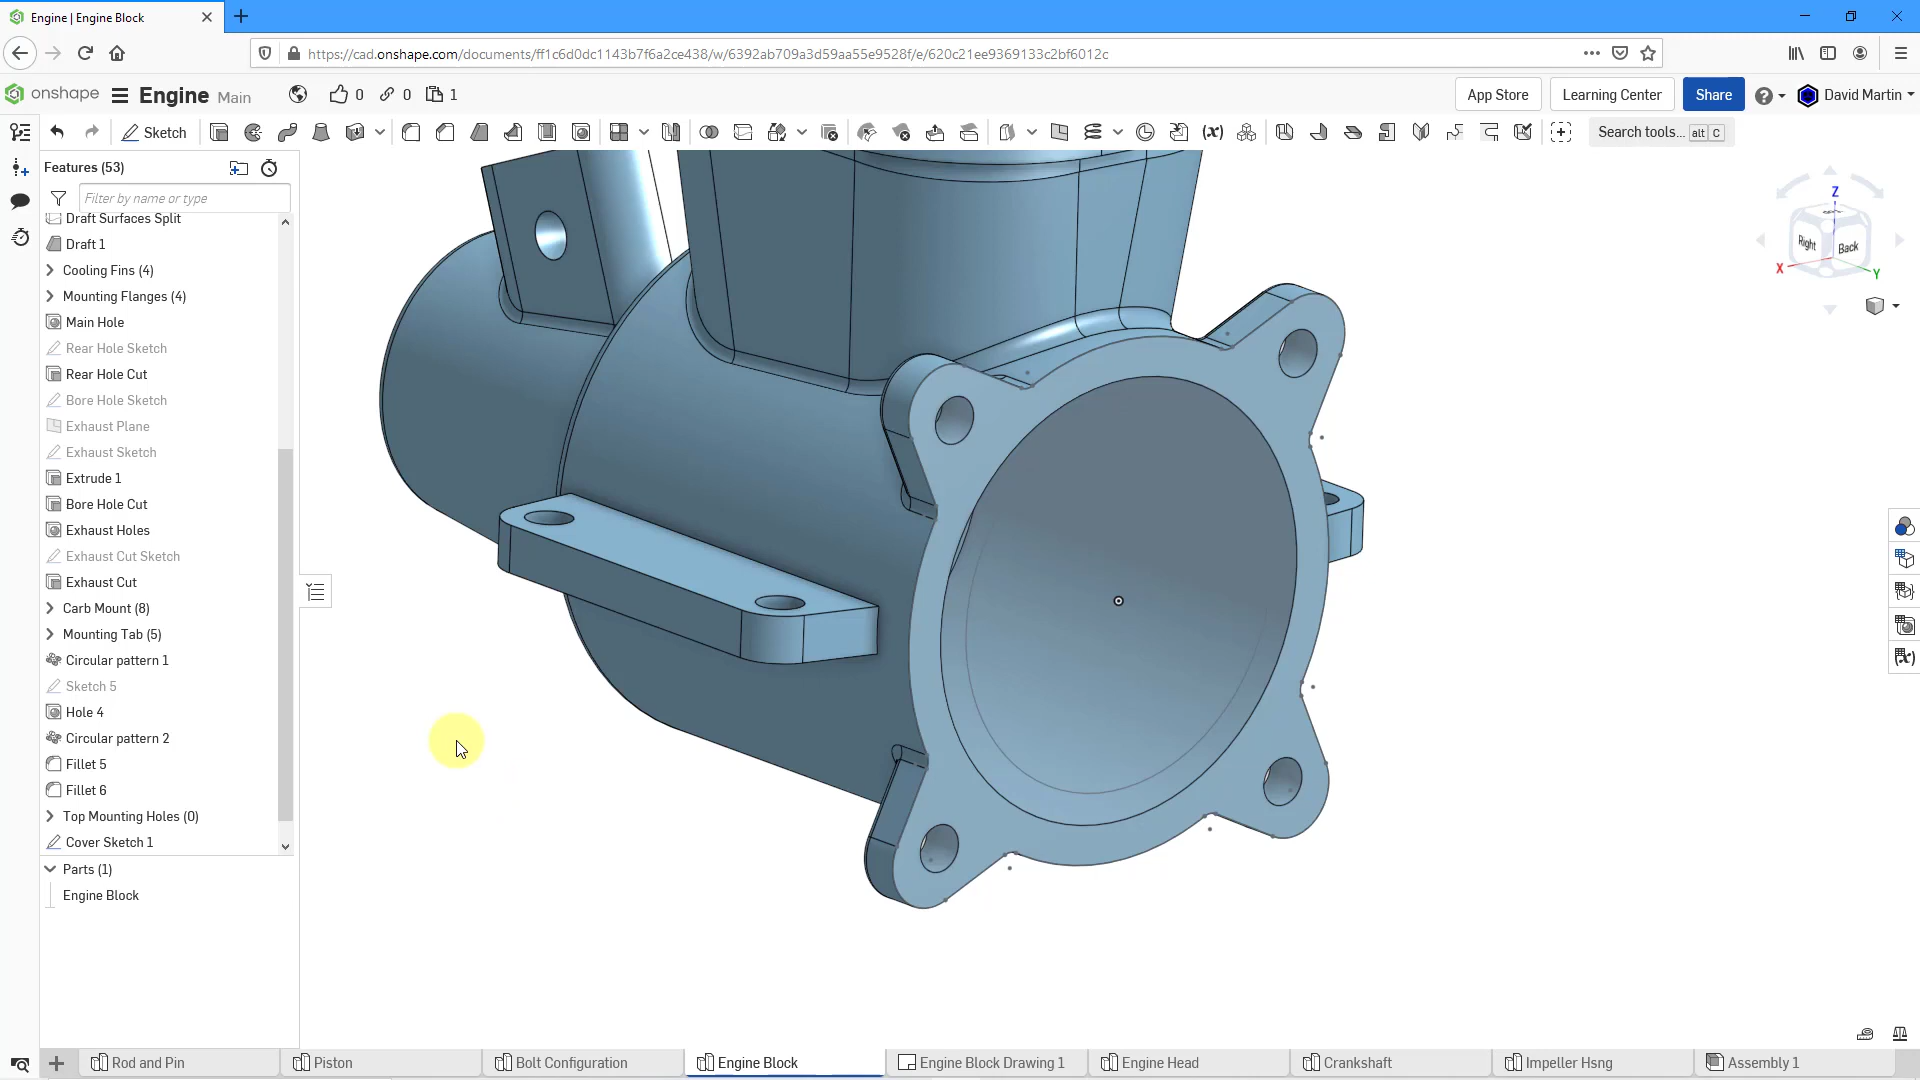 Engine | Engine Block
https://cad.onshape.com/documents/ff1c6d0dc1143b7f6a2ce438/w/6392ab709a3d59aa55e9528f/e/620c21ee9369133c2bf6012c
onshape
Engine Main
0
0
1
App Store
Learning Center
Share
David Martin
Sketch
Search tools... alt C
Features (53)
Filter by name or type
Draft Surfaces Split
Draft 1
Cooling Fins (4)
Mounting Flanges (4)
Main Hole
Rear Hole Sketch
Rear Hole Cut
Bore Hole Sketch
Exhaust Plane
Exhaust Sketch
Extrude 1
Bore Hole Cut
Exhaust Holes
Exhaust Cut Sketch
Exhaust Cut
Carb Mount (8)
Mounting Tab (5)
Circular pattern 1
Sketch 5
Hole 4
Circular pattern 2
Fillet 5
Fillet 6
Top Mounting Holes (0)
Cover Sketch 1
Parts (1)
Engine Block
Z
Right
Back
X
Y
Rod and Pin
Piston
Bolt Configuration
Engine Block
Engine Block Drawing 1
Engine Head
Crankshaft
Impeller Hsng
Assembly 1